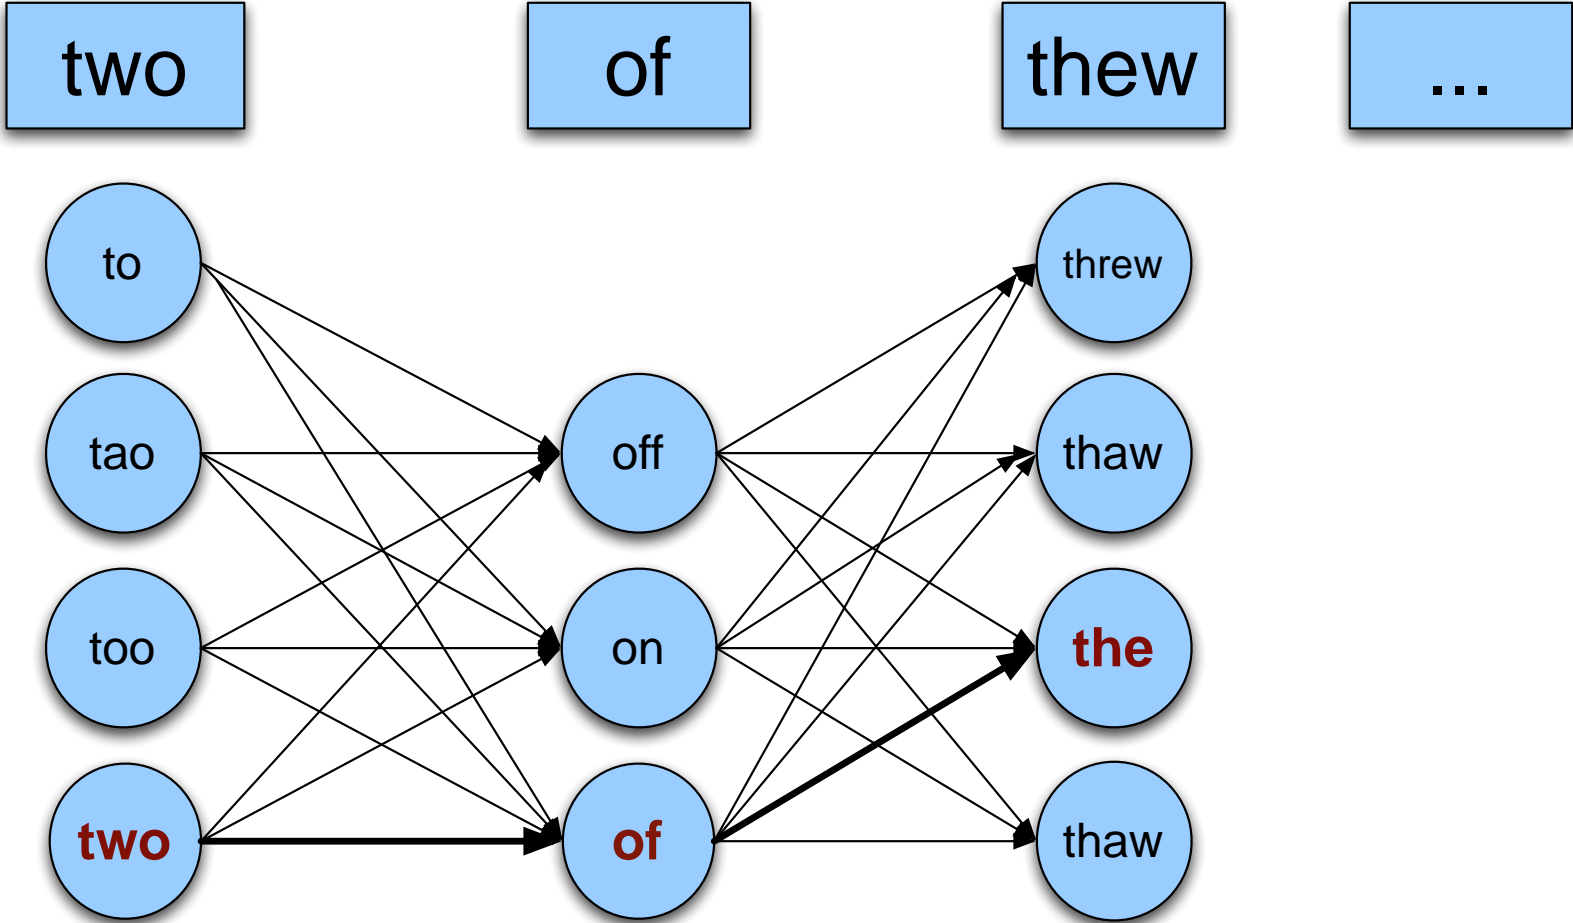 two of thew ...
to threw
tao off thaw
too on the
two of thaw